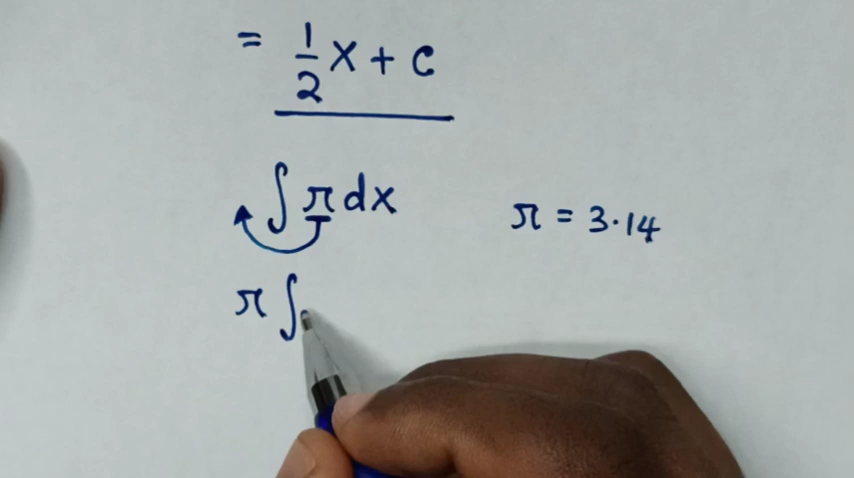 = 1/2 x + c
∫ π dx
π = 3.14
π ∫